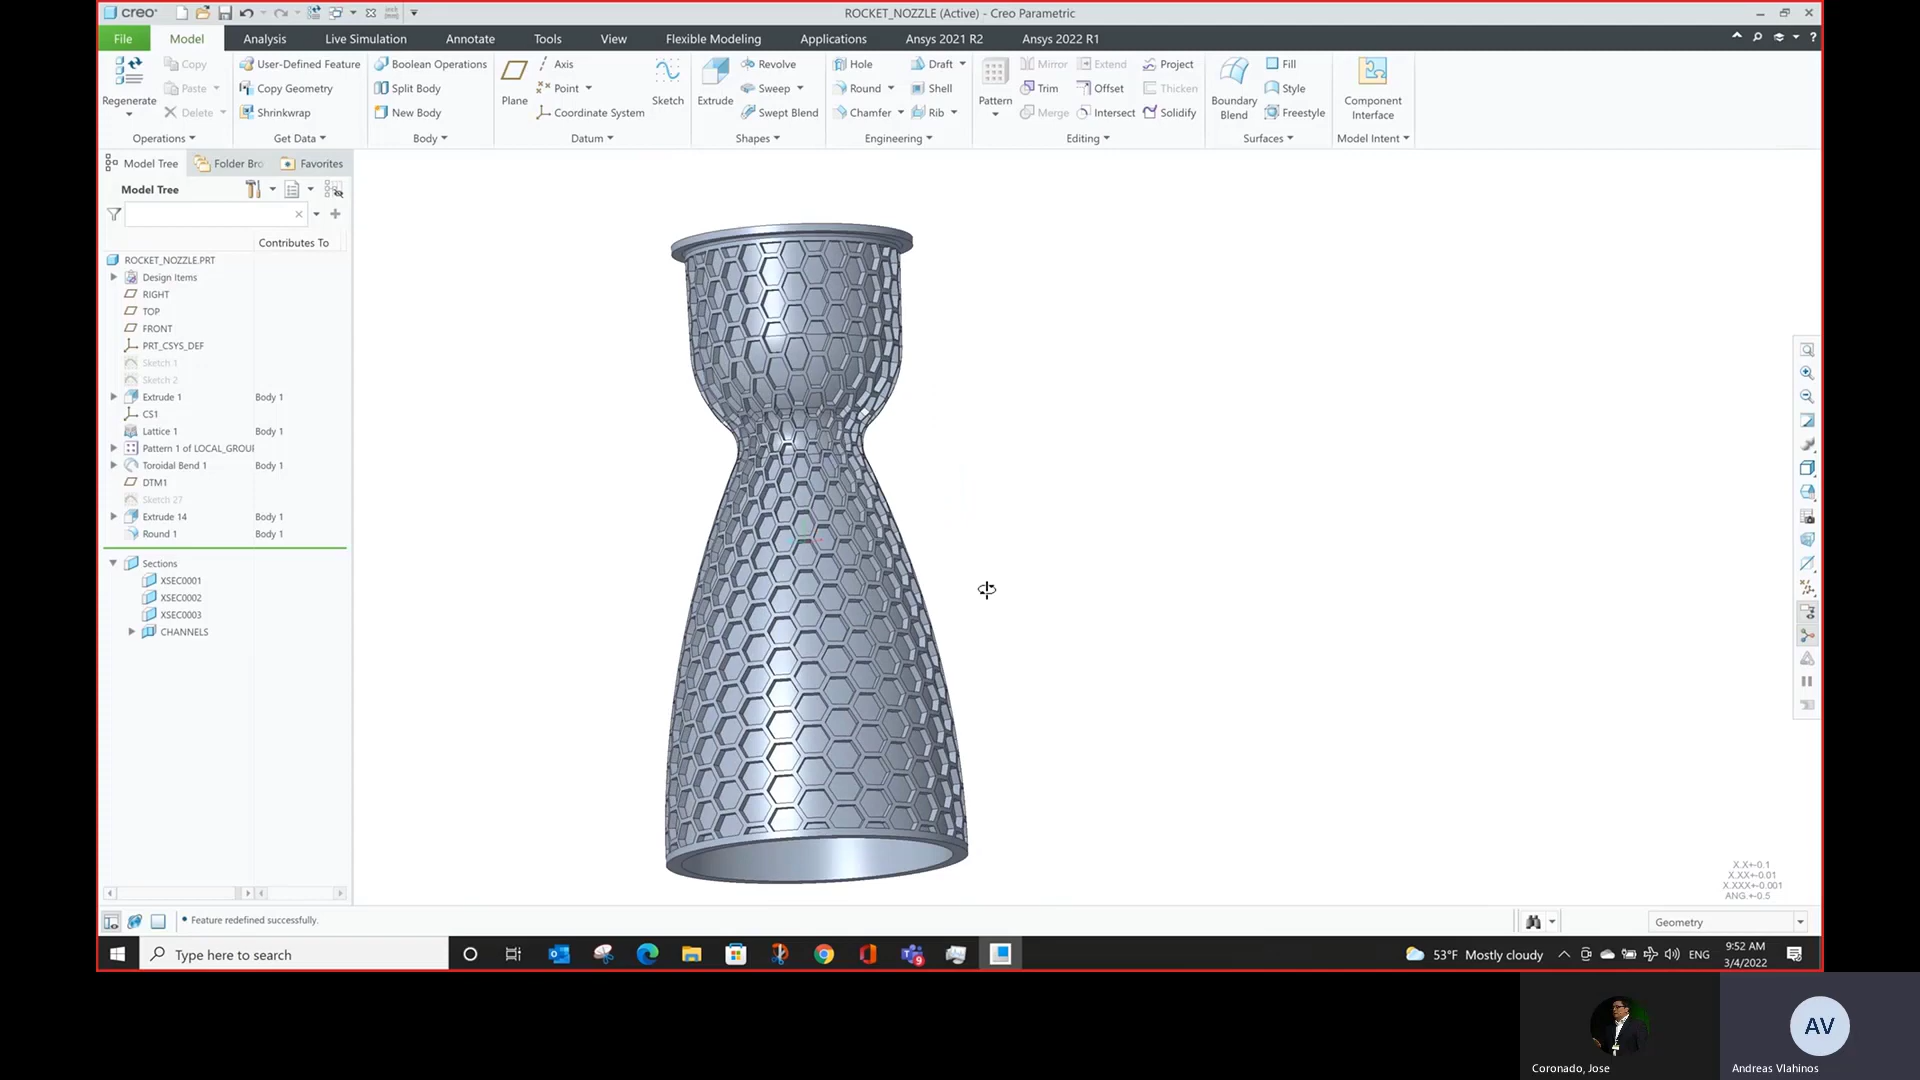 creo ROCKET_NOZZLE (Active) - Creo Parametric
File Model Analysis Live Simulation Annotate Tools View Flexible Modeling Applications Ansys 2021 R2 Ansys 2022 R1
Regenerate
Copy
Paste
Delete
Operations
User-Defined Feature
Copy Geometry
Shrinkwrap
Get Data
Boolean Operations
Split Body
New Body
Body
Plane
Axis
Point
Coordinate System
Sketch
Datum
Extrude
Revolve
Sweep
Swept Blend
Shapes
Hole
Round
Chamfer
Draft
Shell
Rib
Engineering
Pattern
Mirror
Trim
Merge
Extend
Offset
Intersect
Project
Thicken
Solidify
Editing
Boundary
Blend
Fill
Style
Freestyle
Surfaces
Component
Interface
Model Intent
Model Tree Folder Bro Favorites
Model Tree
Contributes To
ROCKET_NOZZLE.PRT
Design Items
RIGHT
TOP
FRONT
PRT_CSYS_DEF
Sketch 1
Sketch 2
Extrude 1 Body 1
CS1
Lattice 1 Body 1
Pattern 1 of LOCAL_GROUP
Toroidal Bend 1 Body 1
DTM1
Sketch 27
Extrude 14 Body 1
Round 1 Body 1
Sections
XSEC0001
XSEC0002
XSEC0003
CHANNELS
X.X+-0.1
X.XX+-0.01
X.XXX+-0.001
ANG.+-0.5
• Feature redefined successfully.
Geometry
Type here to search
9
53°F Mostly cloudy
ENG
9:52 AM
3/4/2022
AV
Coronado, Jose
Andreas Vlahinos